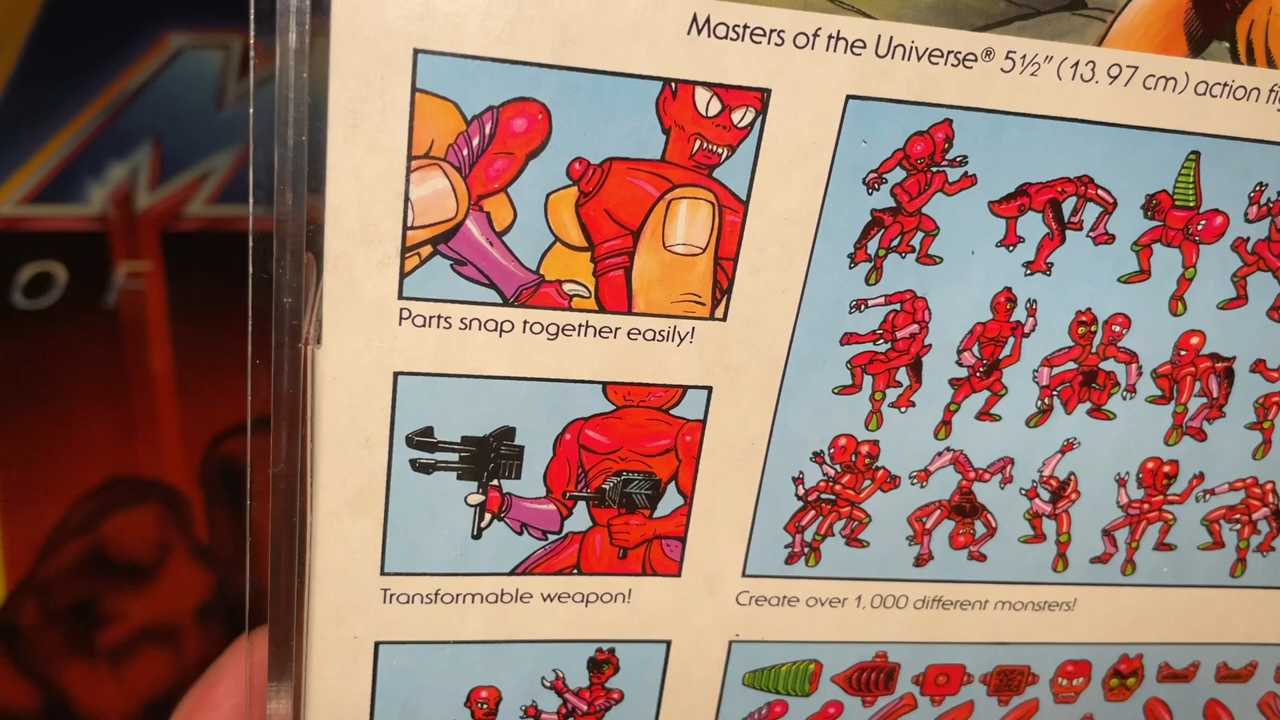 Masters of the Universe® 5½" (13.97 cm) action
Parts snap together easily!
Transformable weapon!
Create over 1,000 different monsters!
OF